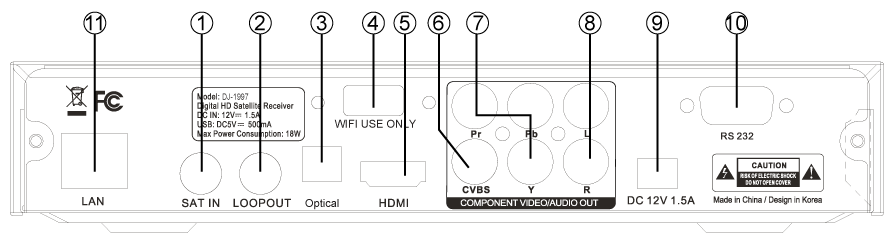 11 1 2 3 4 5 6 7 8 9 10
FC
Model: DJ-1997
Digital HD Satellite Receiver
DC IN: 12V⎓ 1.5A
USB: DC5V⎓ 500mA
Max Power Consumption: 18W
WIFI USE ONLY
Pr Pb L
RS 232
CAUTION
RISK OF ELECTRIC SHOCK
DO NOT OPEN COVER
LAN SAT IN LOOPOUT Optical HDMI
CVBS Y R
COMPONENT VIDEO/AUDIO OUT
DC 12V 1.5A
Made in China / Design in Korea